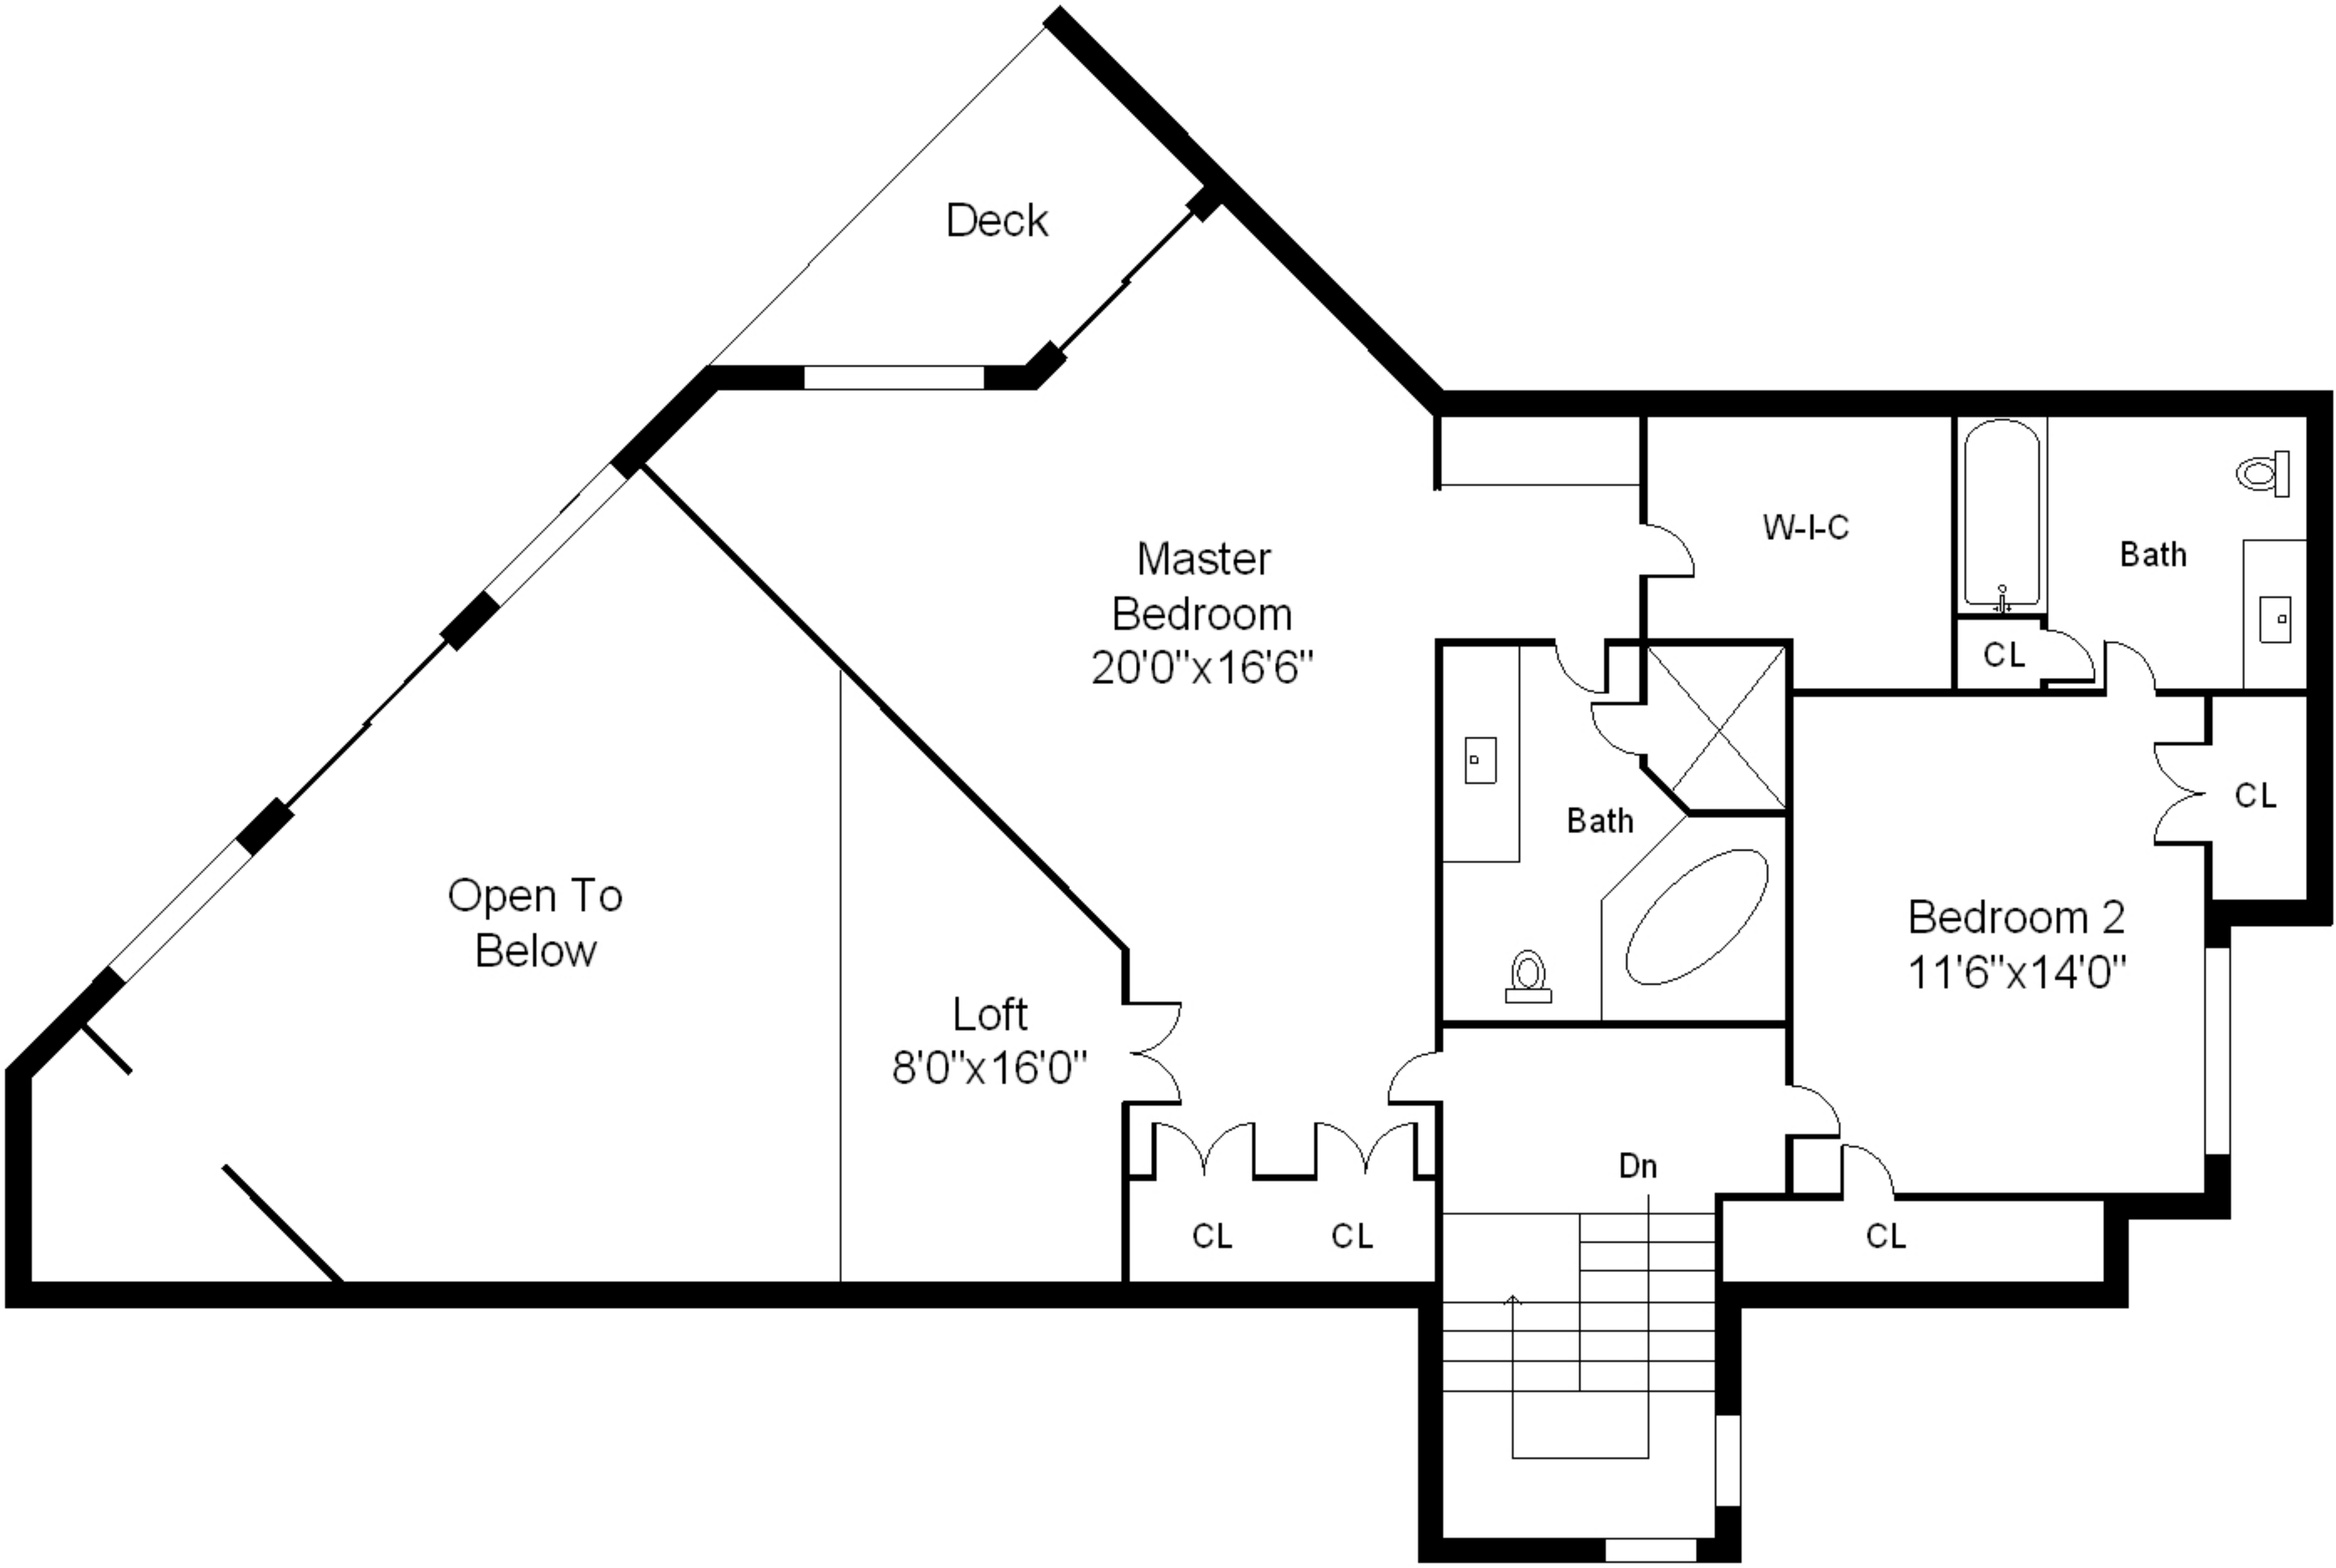 Deck
Master
Bedroom
20'0"x16'6"
W-I-C
Bath
CL
CL
Bath
Open To
Below
Bedroom 2
11'6"x14'0"
Loft
8'0"x16'0"
Dn
CL
CL
CL